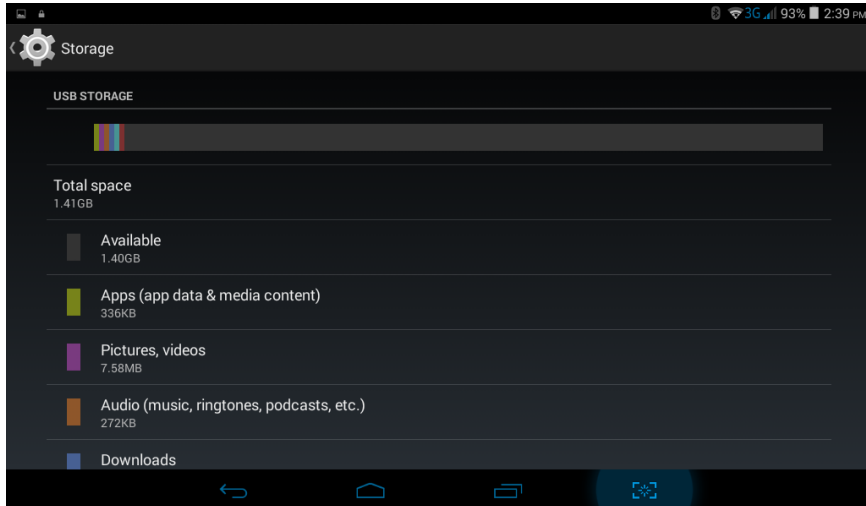 3G 93% 2:39 PM
Storage
USB STORAGE
Total space
1.41GB
Available
1.40GB
Apps (app data & media content)
336KB
Pictures, videos
7.58MB
Audio (music, ringtones, podcasts, etc.)
272KB
Downloads